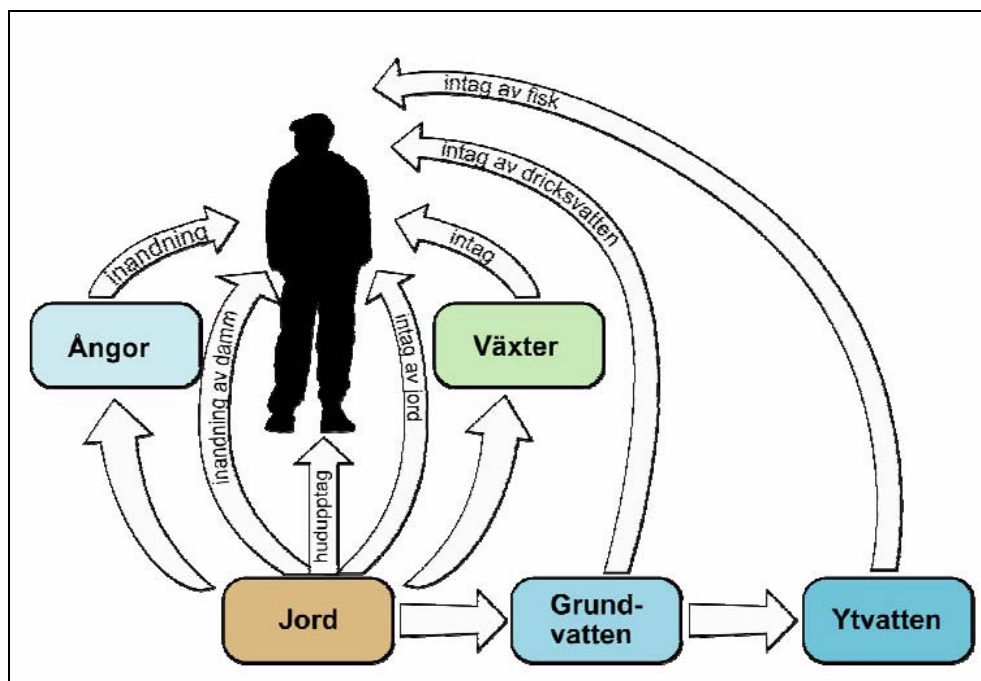 intag av fisk
intag av dricksvatten
inandning
intag
Ångor
Växter
inandning av damm
intag av jord
hudupptag
Jord
Grund-
vatten
Ytvatten